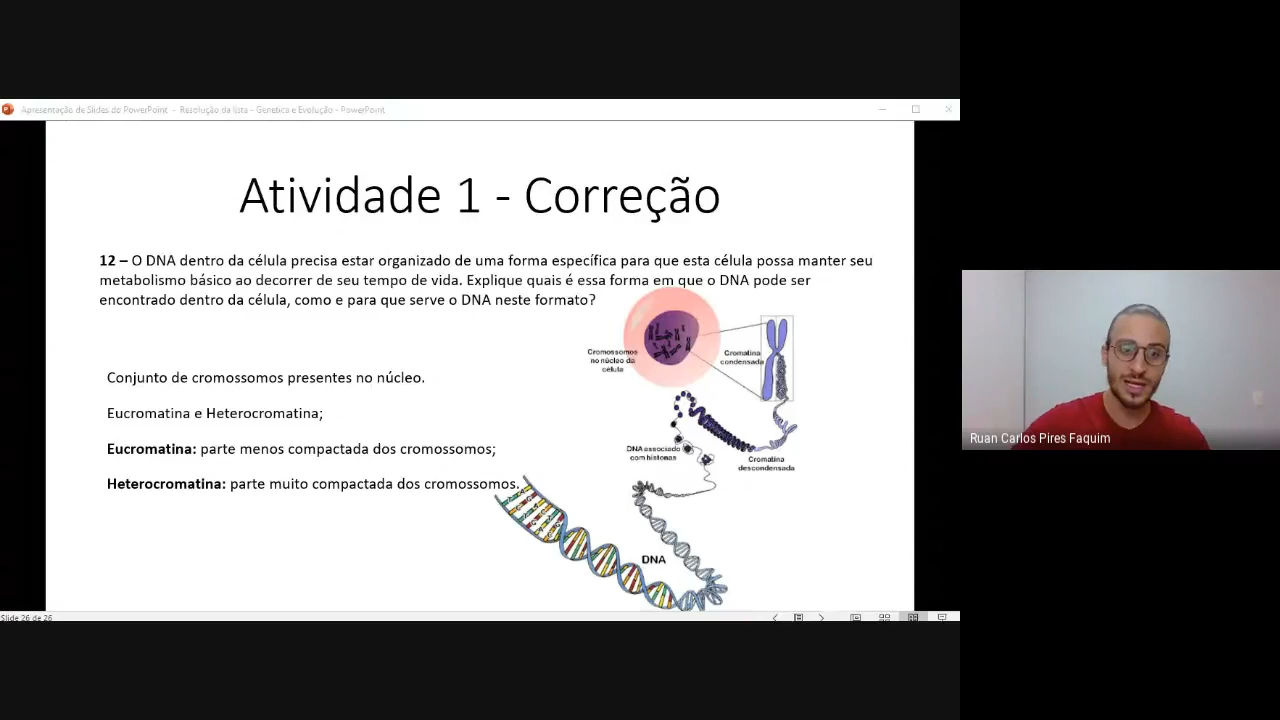 Apresentação de Slides do PowerPoint - Resolução da lista - Genetica e Evolução - PowerPoint
Atividade 1 - Correção
12 – O DNA dentro da célula precisa estar organizado de uma forma específica para que esta célula possa manter seu
metabolismo básico ao decorrer de seu tempo de vida. Explique quais é essa forma em que o DNA pode ser
encontrado dentro da célula, como e para que serve o DNA neste formato?
Cromossomos
no núcleo da
célula
Cromatina
condensada
Conjunto de cromossomos presentes no núcleo.
Eucromatina e Heterocromatina;
Eucromatina: parte menos compactada dos cromossomos;
DNA associado
com histonas
Cromatina
descondensada
Heterocromatina: parte muito compactada dos cromossomos.
DNA
Slide 26 de 26
Ruan Carlos Pires Faquim